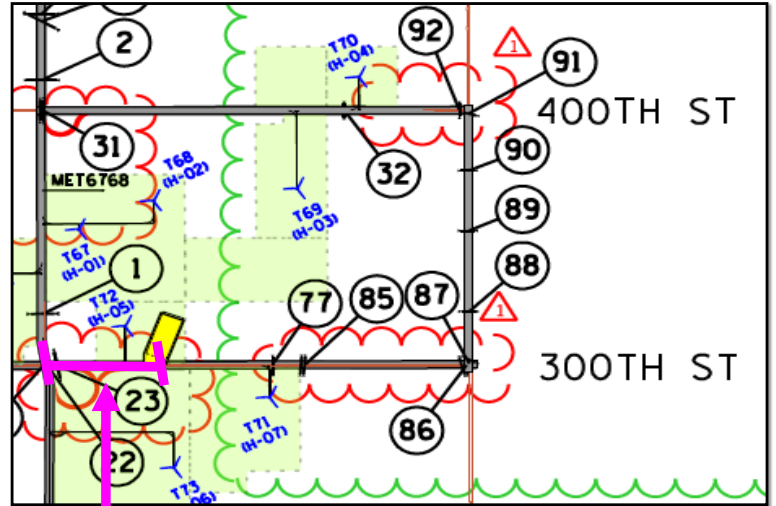 92
1
T70
(H-04)
2
91
400TH ST
31
32
90
T68
(H-02)
MET6768
T69
(H-03)
89
T67
(H-01)
1
88
T72
(H-05)
77
85
87
1
300TH ST
23
86
T71
(H-07)
22
T73
06)